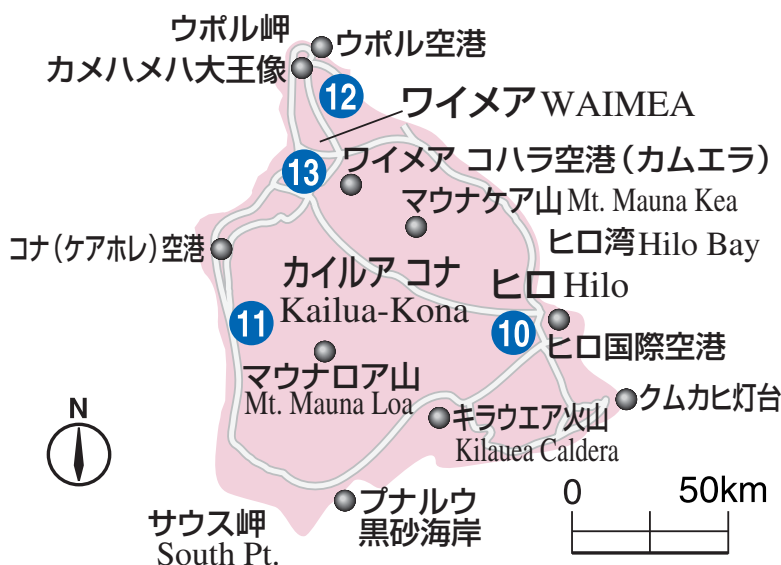 ウポル岬
ウポル空港
カメハメハ大王像
12
ワイメア WAIMEA
13
ワイメア コハラ空港(カムエラ)
マウナケア山 Mt. Mauna Kea
コナ(ケアホレ)空港
ヒロ湾 Hilo Bay
カイルア コナ
Kailua-Kona
ヒロ Hilo
11
10
ヒロ国際空港
マウナロア山
Mt. Mauna Loa
クムカヒ灯台
N
キラウエア火山
Kilauea Caldera
0 50km
プナルウ
黒砂海岸
サウス岬
South Pt.